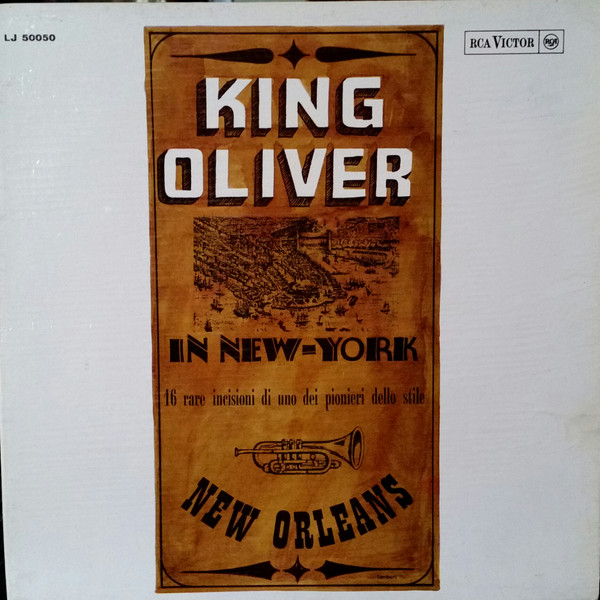 LJ 50050
RCA VICTOR RCA
KING
OLIVER
IN NEW-YORK
16 rare incisioni di uno dei pionieri dello stile
NEW ORLEANS